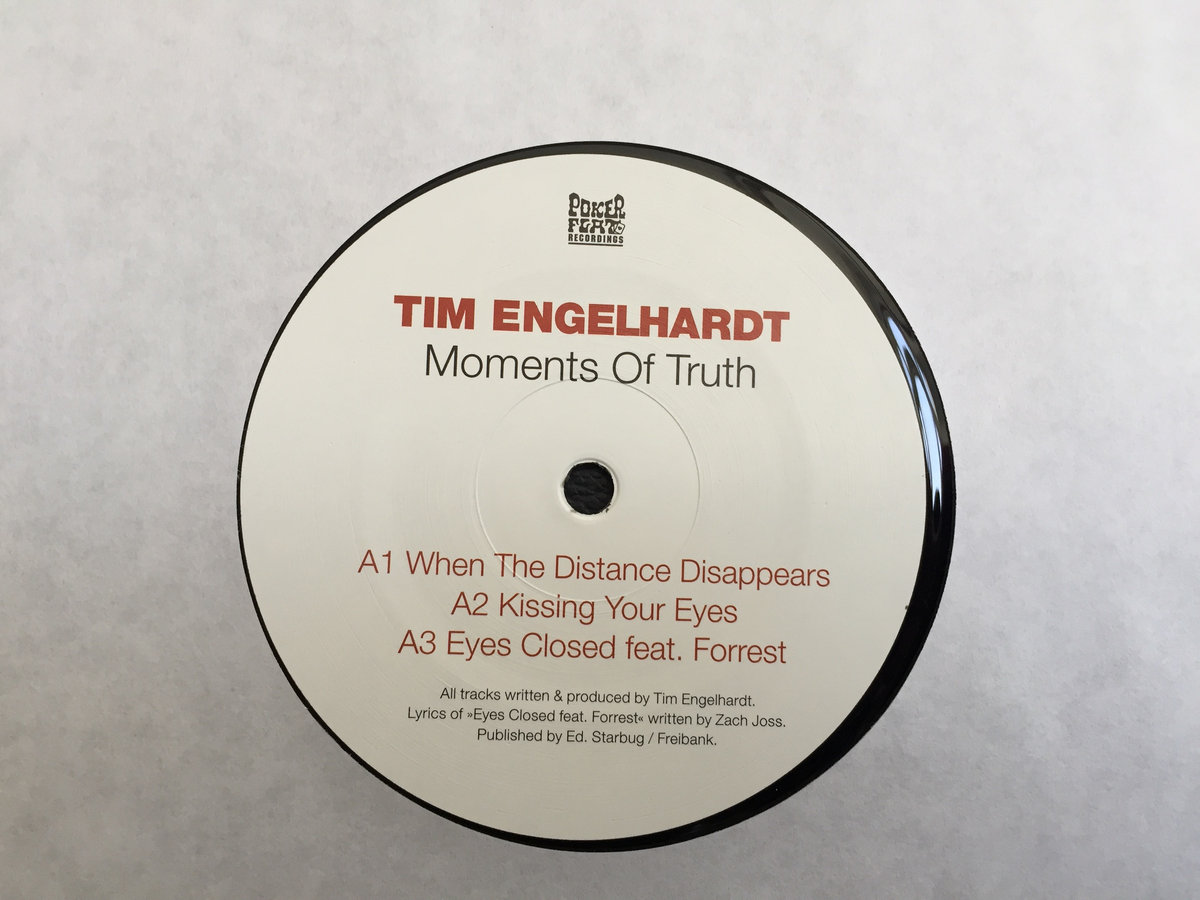 POKER
FLAT
RECORDINGS
TIM ENGELHARDT
Moments Of Truth
A1 When The Distance Disappears
A2 Kissing Your Eyes
A3 Eyes Closed feat. Forrest
All tracks written & produced by Tim Engelhardt.
Lyrics of »Eyes Closed feat. Forrest« written by Zach Joss.
Published by Ed. Starbug / Freibank.